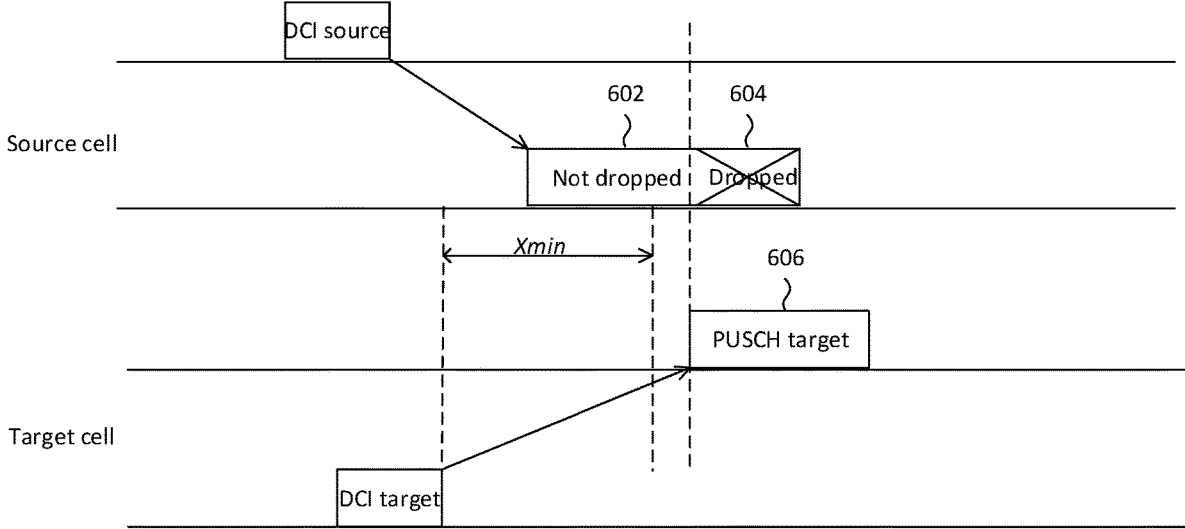 DCI source
602
604
Source cell
Not dropped
Dropped
Xmin
606
PUSCH target
Target cell
DCI target